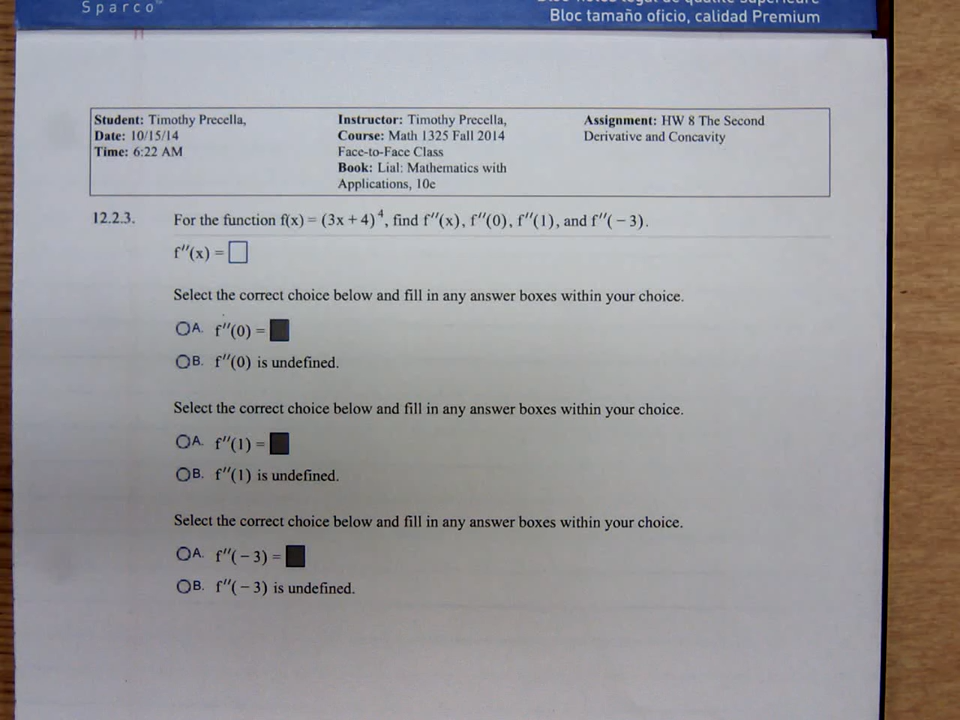 Sparco
Bloc tamaño oficio, calidad Premium
Student: Timothy Precella,
Date: 10/15/14
Time: 6:22 AM
Instructor: Timothy Precella,
Course: Math 1325 Fall 2014
Face-to-Face Class
Book: Lial: Mathematics with
Applications, 10e
Assignment: HW 8 The Second
Derivative and Concavity
12.2.3. For the function f(x) = (3x + 4)⁴, find f′′(x), f′′(0), f′′(1), and f′′(− 3).
f′′(x) =
Select the correct choice below and fill in any answer boxes within your choice.
A. f′′(0) =
B. f′′(0) is undefined.
Select the correct choice below and fill in any answer boxes within your choice.
A. f′′(1) =
B. f′′(1) is undefined.
Select the correct choice below and fill in any answer boxes within your choice.
A. f′′(− 3) =
B. f′′(− 3) is undefined.